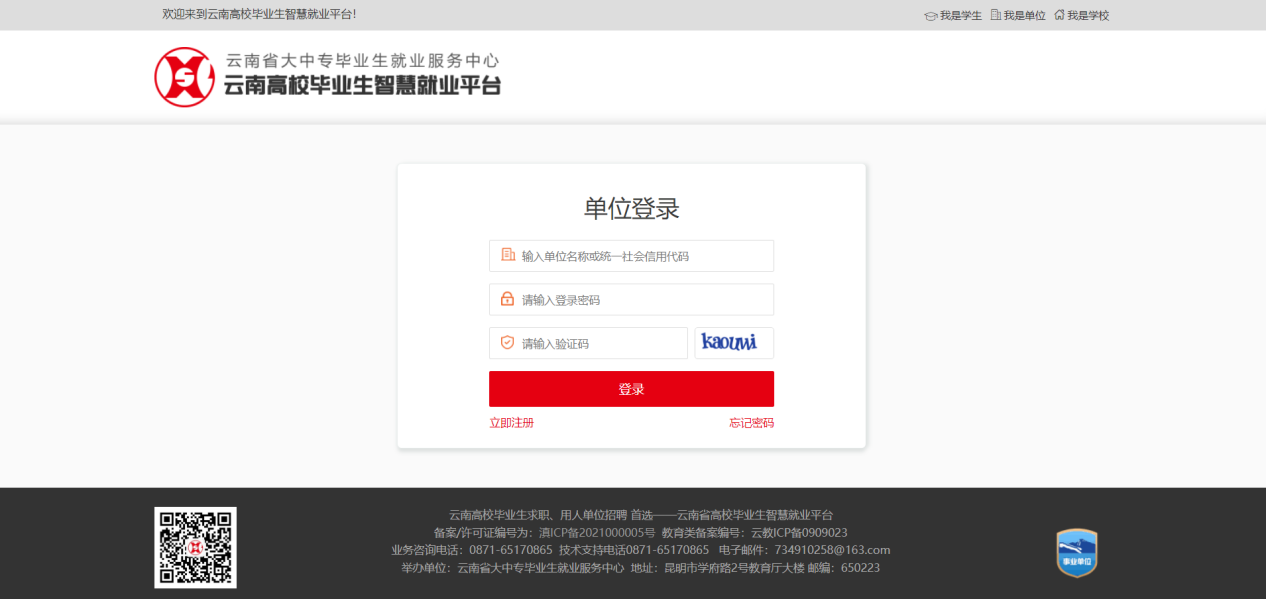 欢迎来到云南高校毕业生智慧就业平台!
我是学生 我是单位 我是学校
云南省大中专毕业生就业服务中心
云南高校毕业生智慧就业平台
单位登录
输入单位名称或统一社会信用代码
请输入登录密码
请输入验证码 kaouwi
登录
立即注册 忘记密码
云南高校毕业生求职、用人单位招聘 首选——云南省高校毕业生智慧就业平台
备案/许可证编号为：滇ICP备2021000005号 教育类备案编号：云教ICP备0909023
业务咨询电话：0871-65170865 技术支持电话0871-65170865 电子邮件：734910258@163.com
举办单位：云南省大中专毕业生就业服务中心 地址：昆明市学府路2号教育厅大楼 邮编：650223
事业单位